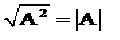 √A² = |A|